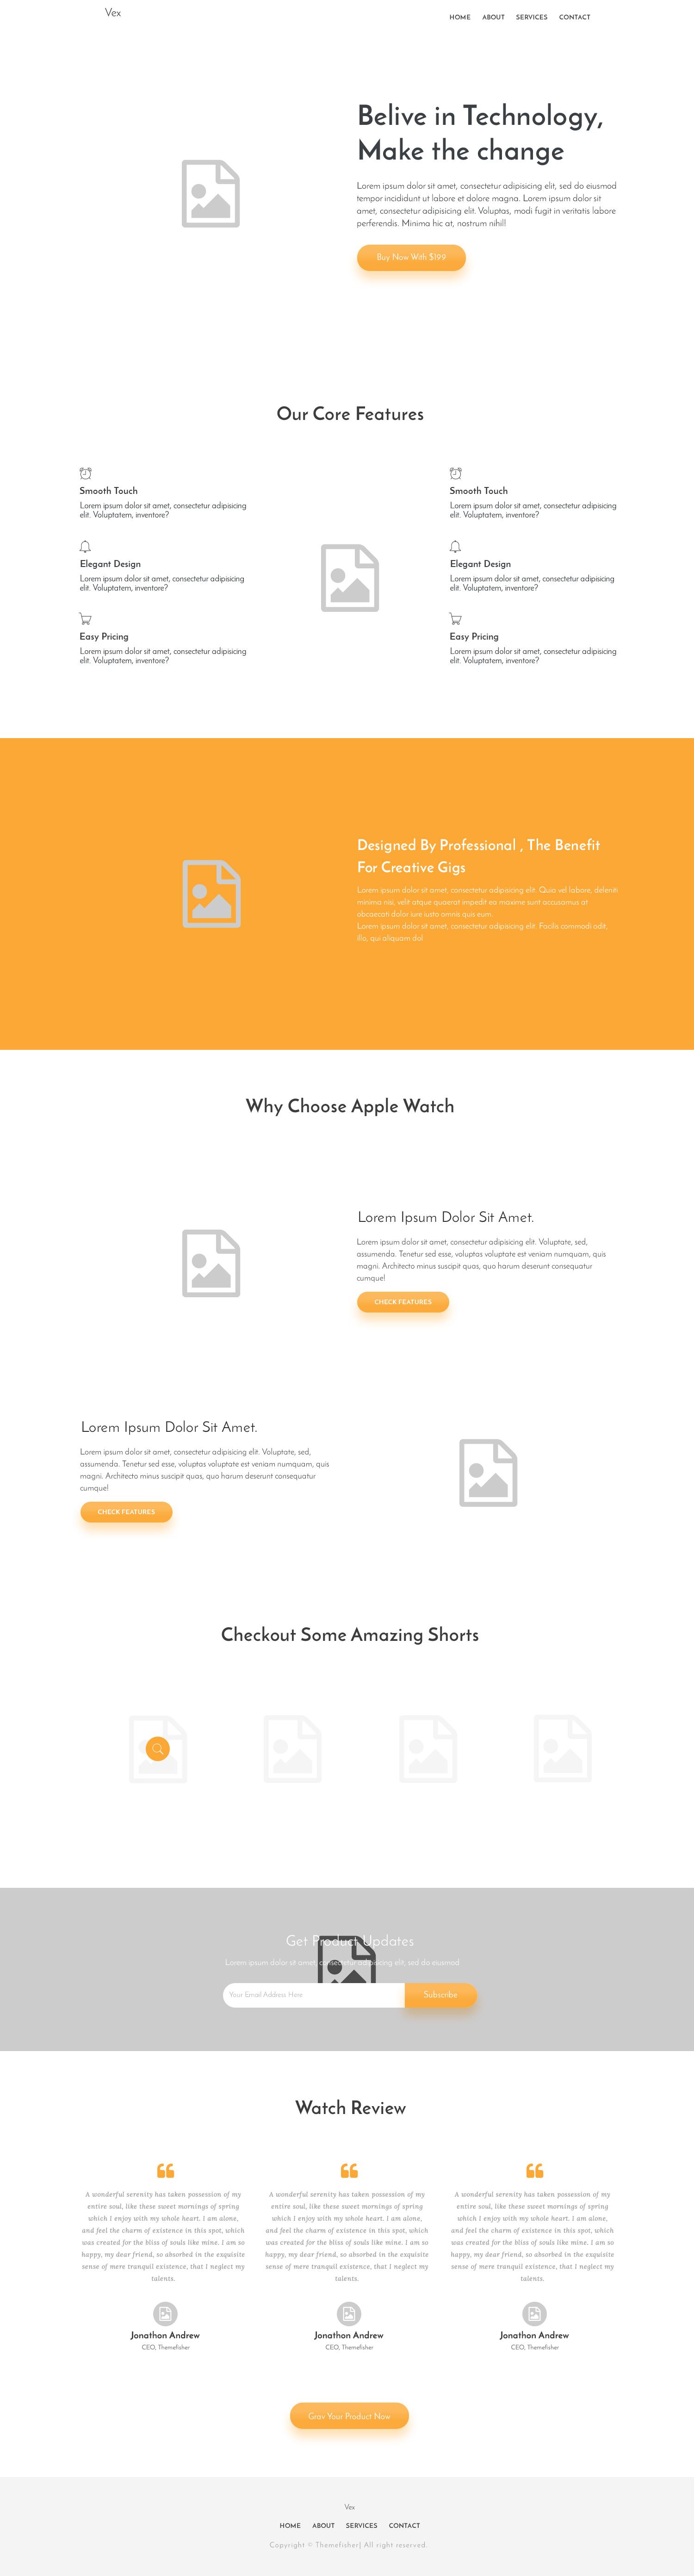 Vex
HOME ABOUT SERVICES CONTACT
Belive in Technology,
Make the change
Lorem ipsum dolor sit amet, consectetur adipisicing elit, sed do eiusmod
tempor incididunt ut labore et dolore magna. Lorem ipsum dolor sit
amet, consectetur adipisicing elit. Voluptas, modi fugit in veritatis labore
perferendis. Minima hic at, nostrum nihil!
Buy Now With $199
Our Core Features
Smooth Touch
Lorem ipsum dolor sit amet, consectetur adipisicing
elit. Voluptatem, inventore?
Elegant Design
Lorem ipsum dolor sit amet, consectetur adipisicing
elit. Voluptatem, inventore?
Easy Pricing
Lorem ipsum dolor sit amet, consectetur adipisicing
elit. Voluptatem, inventore?
Smooth Touch
Lorem ipsum dolor sit amet, consectetur adipisicing
elit. Voluptatem, inventore?
Elegant Design
Lorem ipsum dolor sit amet, consectetur adipisicing
elit. Voluptatem, inventore?
Easy Pricing
Lorem ipsum dolor sit amet, consectetur adipisicing
elit. Voluptatem, inventore?
Designed By Professional , The Benefit
For Creative Gigs
Lorem ipsum dolor sit amet, consectetur adipisicing elit. Quia vel labore, deleniti
minima nisi, velit atque quaerat impedit ea maxime sunt accusamus at
obcaecati dolor iure iusto omnis quis eum.
Lorem ipsum dolor sit amet, consectetur adipisicing elit. Facilis commodi odit,
illo, qui aliquam dol
Why Choose Apple Watch
Lorem Ipsum Dolor Sit Amet.
Lorem ipsum dolor sit amet, consectetur adipisicing elit. Voluptate, sed,
assumenda. Tenetur sed esse, voluptas voluptate est veniam numquam, quis
magni. Architecto minus suscipit quas, quo harum deserunt consequatur
cumque!
CHECK FEATURES
Lorem Ipsum Dolor Sit Amet.
Lorem ipsum dolor sit amet, consectetur adipisicing elit. Voluptate, sed,
assumenda. Tenetur sed esse, voluptas voluptate est veniam numquam, quis
magni. Architecto minus suscipit quas, quo harum deserunt consequatur
cumque!
CHECK FEATURES
Checkout Some Amazing Shorts
Get Product Updates
Lorem ipsum dolor sit amet, consectetur adipisicing elit, sed do eiusmod
Your Email Address Here
Subscribe
Watch Review
A wonderful serenity has taken possession of my
entire soul, like these sweet mornings of spring
which I enjoy with my whole heart. I am alone,
and feel the charm of existence in this spot, which
was created for the bliss of souls like mine. I am so
happy, my dear friend, so absorbed in the exquisite
sense of mere tranquil existence, that I neglect my
talents.
Jonathon Andrew
CEO, Themefisher
A wonderful serenity has taken possession of my
entire soul, like these sweet mornings of spring
which I enjoy with my whole heart. I am alone,
and feel the charm of existence in this spot, which
was created for the bliss of souls like mine. I am so
happy, my dear friend, so absorbed in the exquisite
sense of mere tranquil existence, that I neglect my
talents.
Jonathon Andrew
CEO, Themefisher
A wonderful serenity has taken possession of my
entire soul, like these sweet mornings of spring
which I enjoy with my whole heart. I am alone,
and feel the charm of existence in this spot, which
was created for the bliss of souls like mine. I am so
happy, my dear friend, so absorbed in the exquisite
sense of mere tranquil existence, that I neglect my
talents.
Jonathon Andrew
CEO, Themefisher
Grav Your Product Now
Vex
HOME ABOUT SERVICES CONTACT
Copyright © Themefisher| All right reserved.